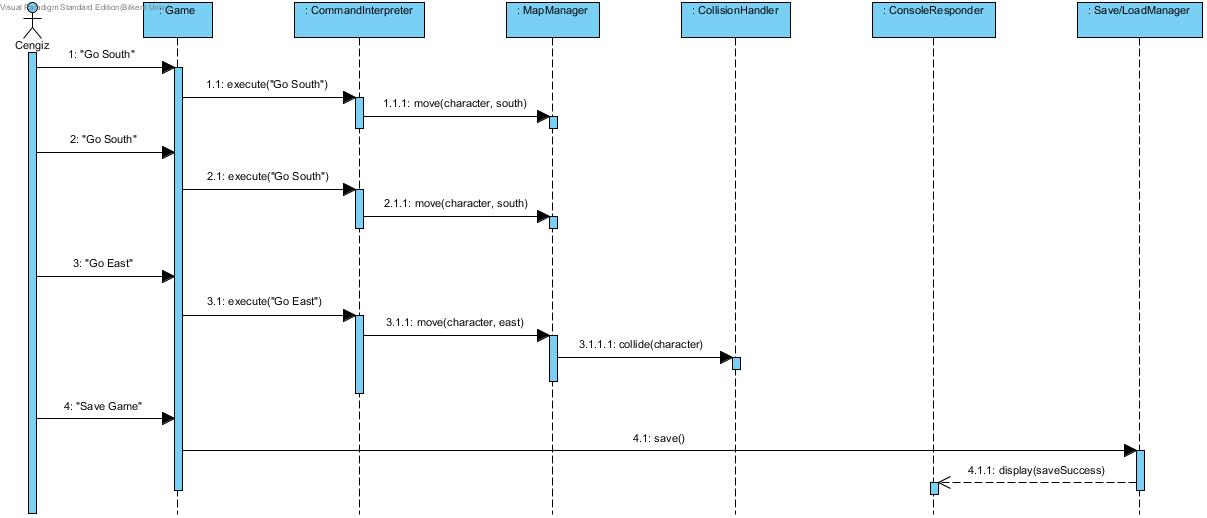 Visual Paradigm Standard Edition(Bilkent Univ
: Game
: CommandInterpreter
: MapManager
: CollisionHandler
: ConsoleResponder
: Save/LoadManager
Cengiz
1: "Go South"
1.1: execute("Go South")
1.1.1: move(character, south)
2: "Go South"
2.1: execute("Go South")
2.1.1: move(character, south)
3: "Go East"
3.1: execute("Go East")
3.1.1: move(character, east)
3.1.1.1: collide(character)
4: "Save Game"
4.1: save()
4.1.1: display(saveSuccess)